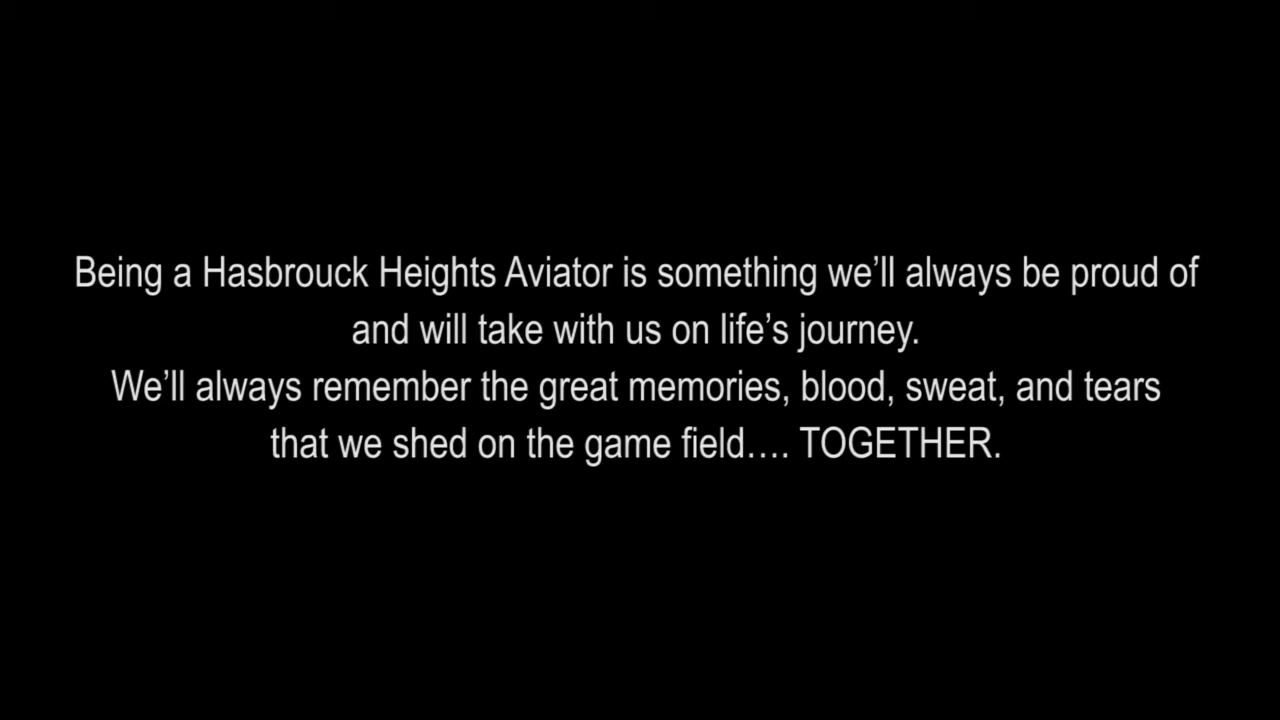 Being a Hasbrouck Heights Aviator is something we’ll always be proud of
and will take with us on life’s journey.
We’ll always remember the great memories, blood, sweat, and tears
that we shed on the game field…. TOGETHER.